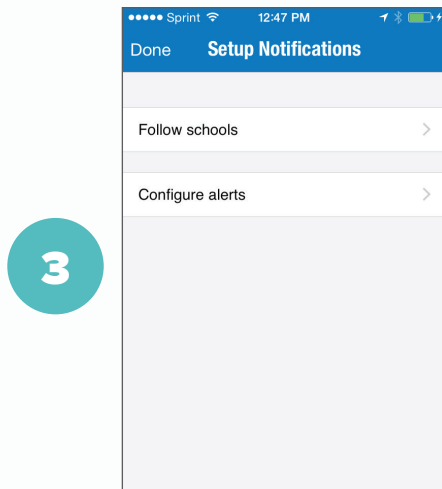 Sprint 12:47 PM
Done Setup Notifications
Follow schools
Configure alerts
3